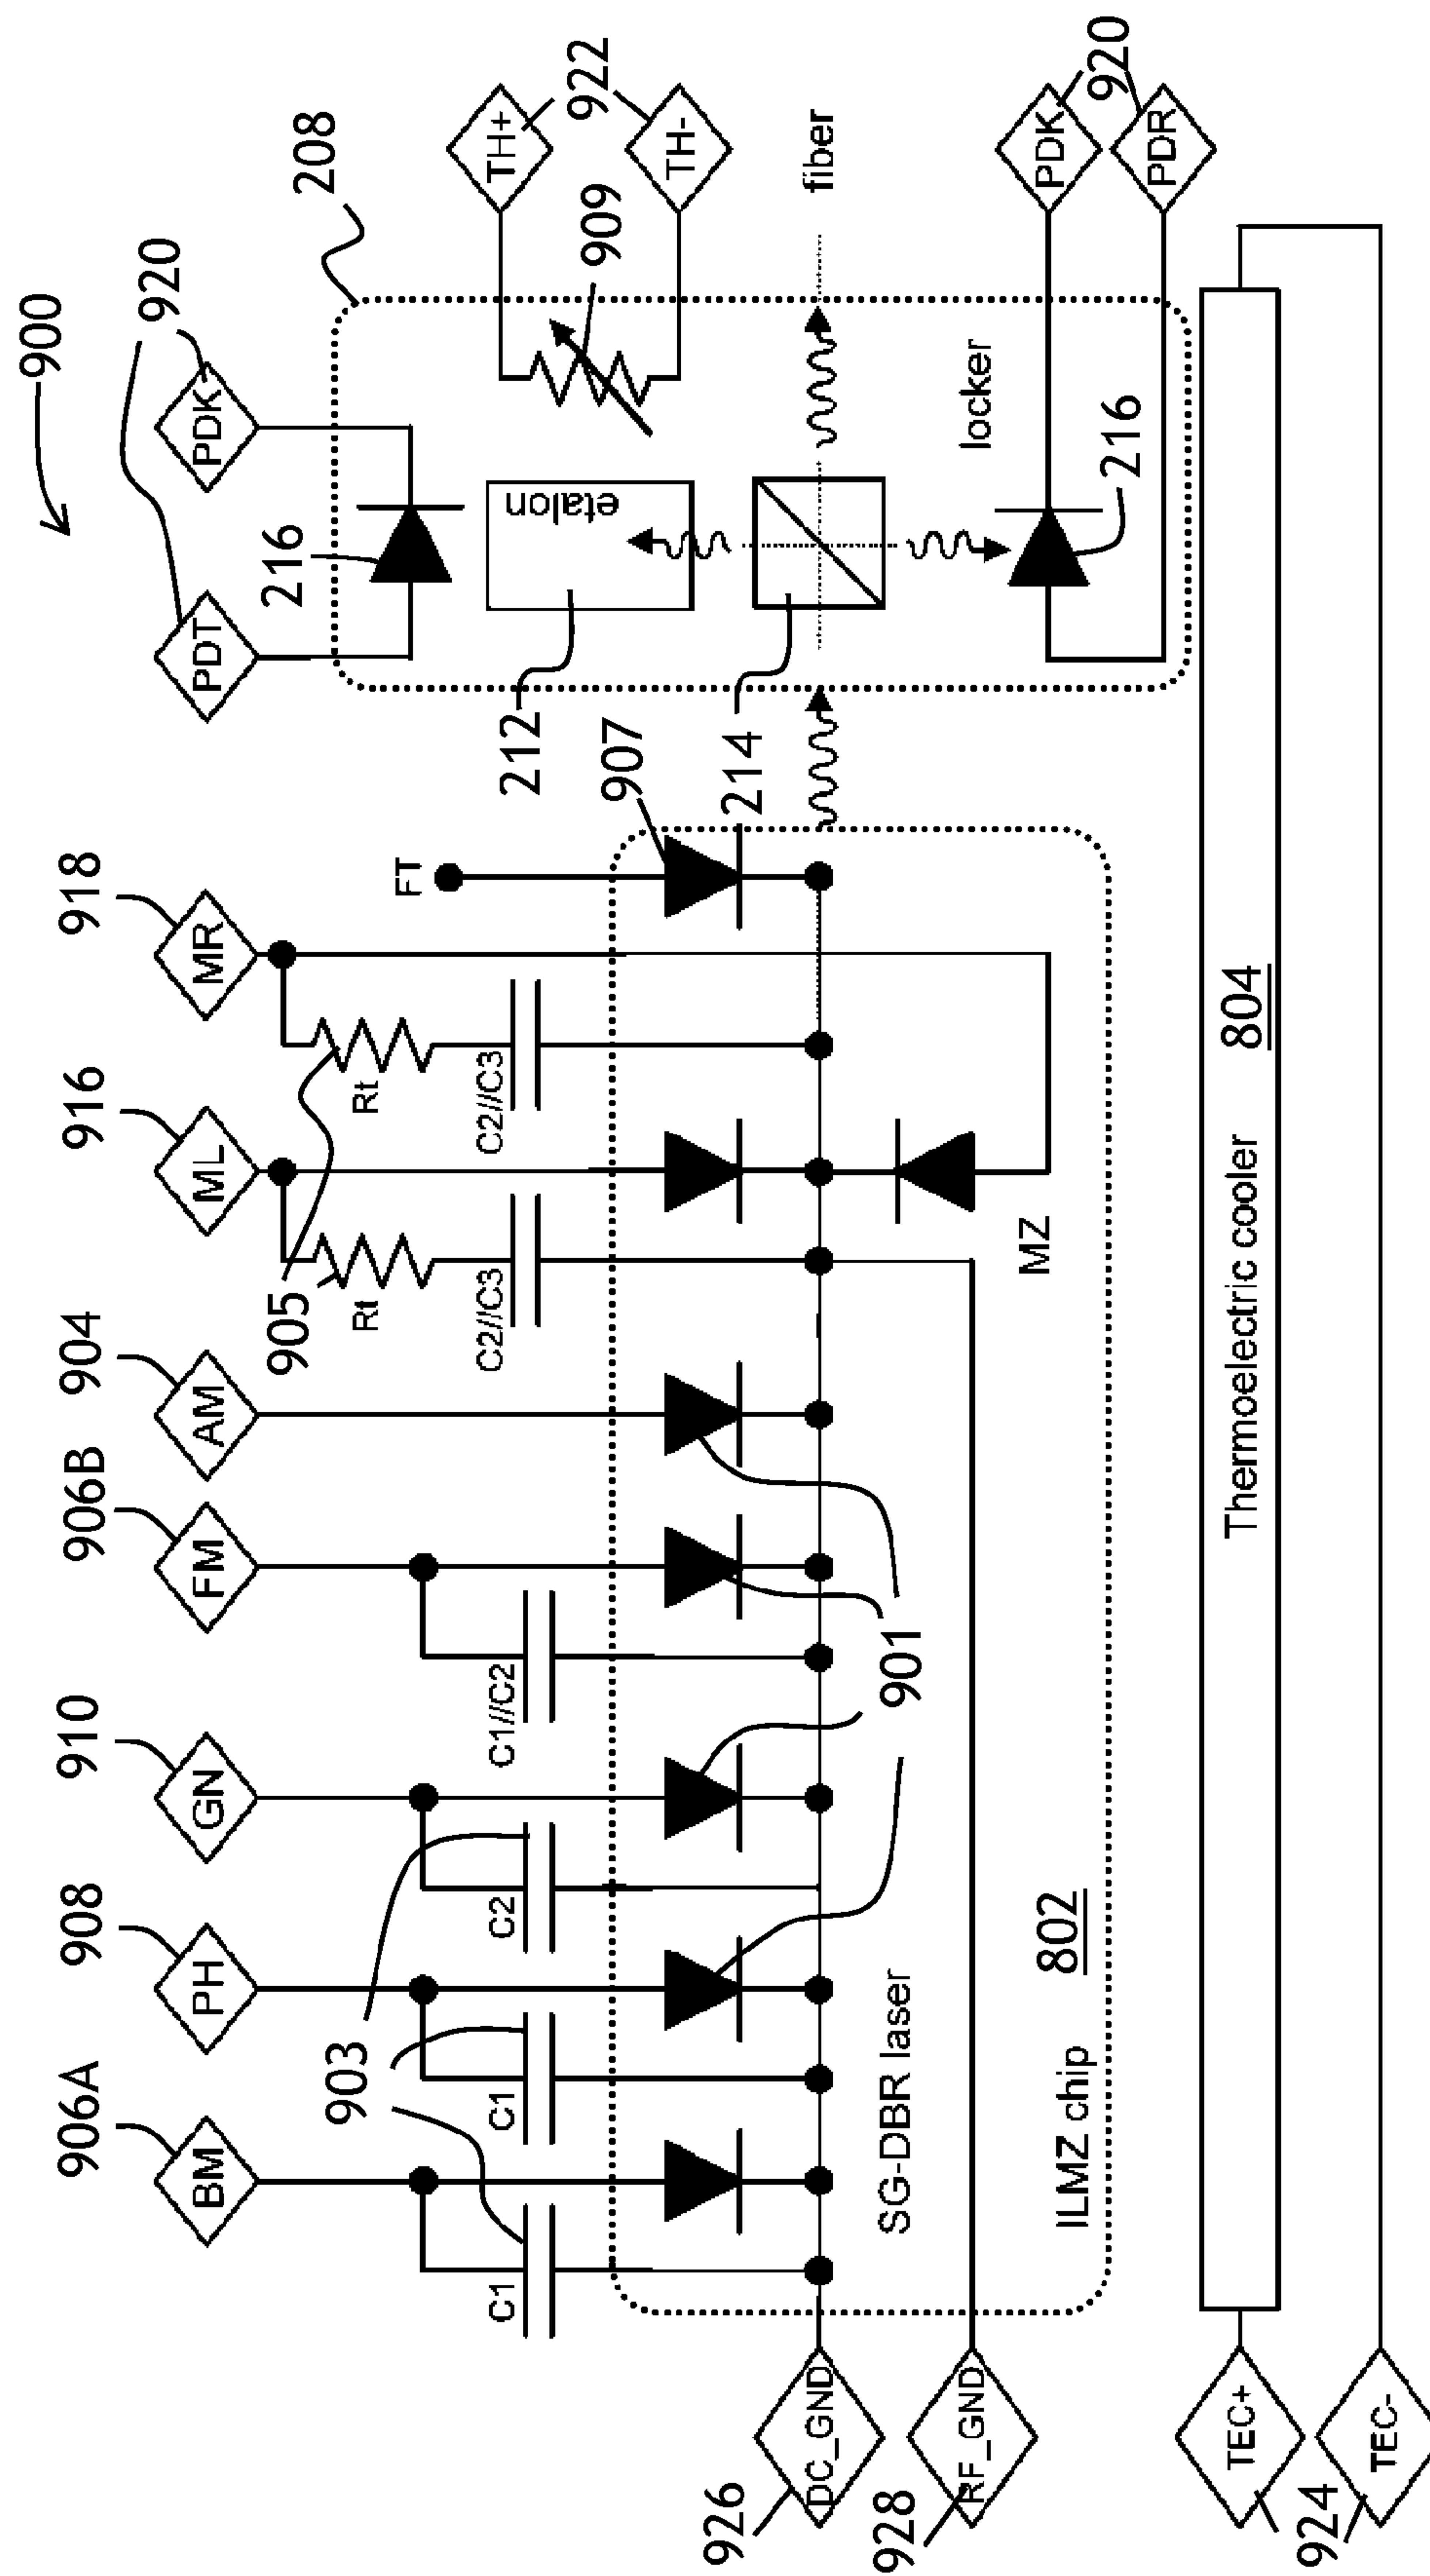 900
906A
908
910
906B
904
916
918
920
208
BM
PH
GN
FM
AM
ML
MR
PDT
PDK
TH+
922
TH-
909
903
905
216
FT
Rt
Rt
C1
C1
C2
C1//C2
C2//C3
C2//C3
212
etalon
907
214
fiber
901
926
DC_GND
SG-DBR laser
928
RF_GND
MZ
locker
216
PDK
920
PDR
ILMZ chip
802
TEC+
Thermoelectric cooler
804
924
TEC-